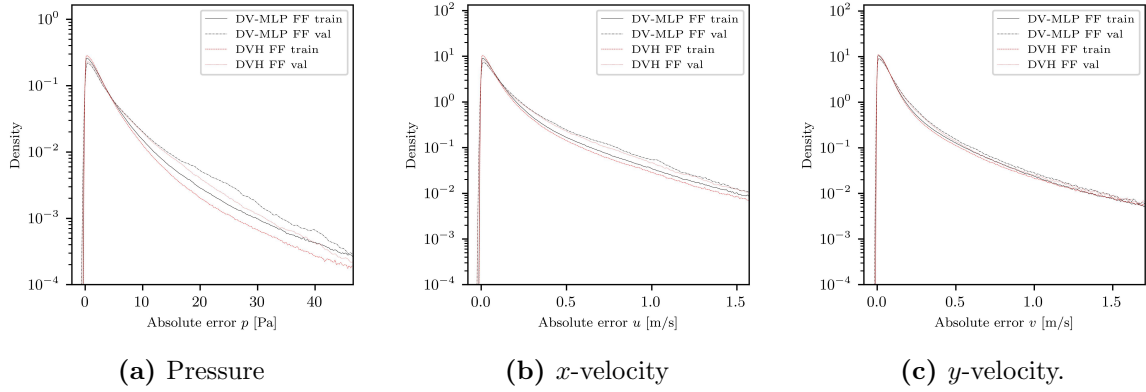 10^0
10^{-1}
10^{-2}
10^{-3}
10^{-4}
Density
DV-MLP FF train
DV-MLP FF val
DVH FF train
DVH FF val
0 10 20 30 40
Absolute error p [Pa]
(a) Pressure
10^2
10^1
10^0
10^{-1}
10^{-2}
10^{-3}
10^{-4}
Density
DV-MLP FF train
DV-MLP FF val
DVH FF train
DVH FF val
0.0 0.5 1.0 1.5
Absolute error u [m/s]
(b) x-velocity
10^2
10^1
10^0
10^{-1}
10^{-2}
10^{-3}
10^{-4}
Density
DV-MLP FF train
DV-MLP FF val
DVH FF train
DVH FF val
0.0 0.5 1.0 1.5
Absolute error v [m/s]
(c) y-velocity.